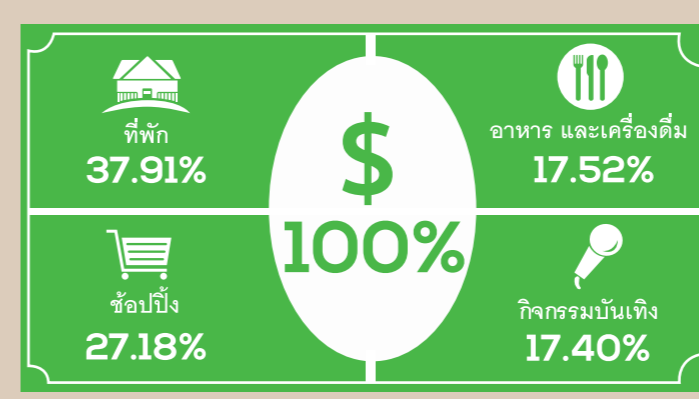 ที่พัก
37.91%
อาหาร และเครื่องดื่ม
17.52%
$
100%
ช้อปปิ้ง
27.18%
กิจกรรมบันเทิง
17.40%